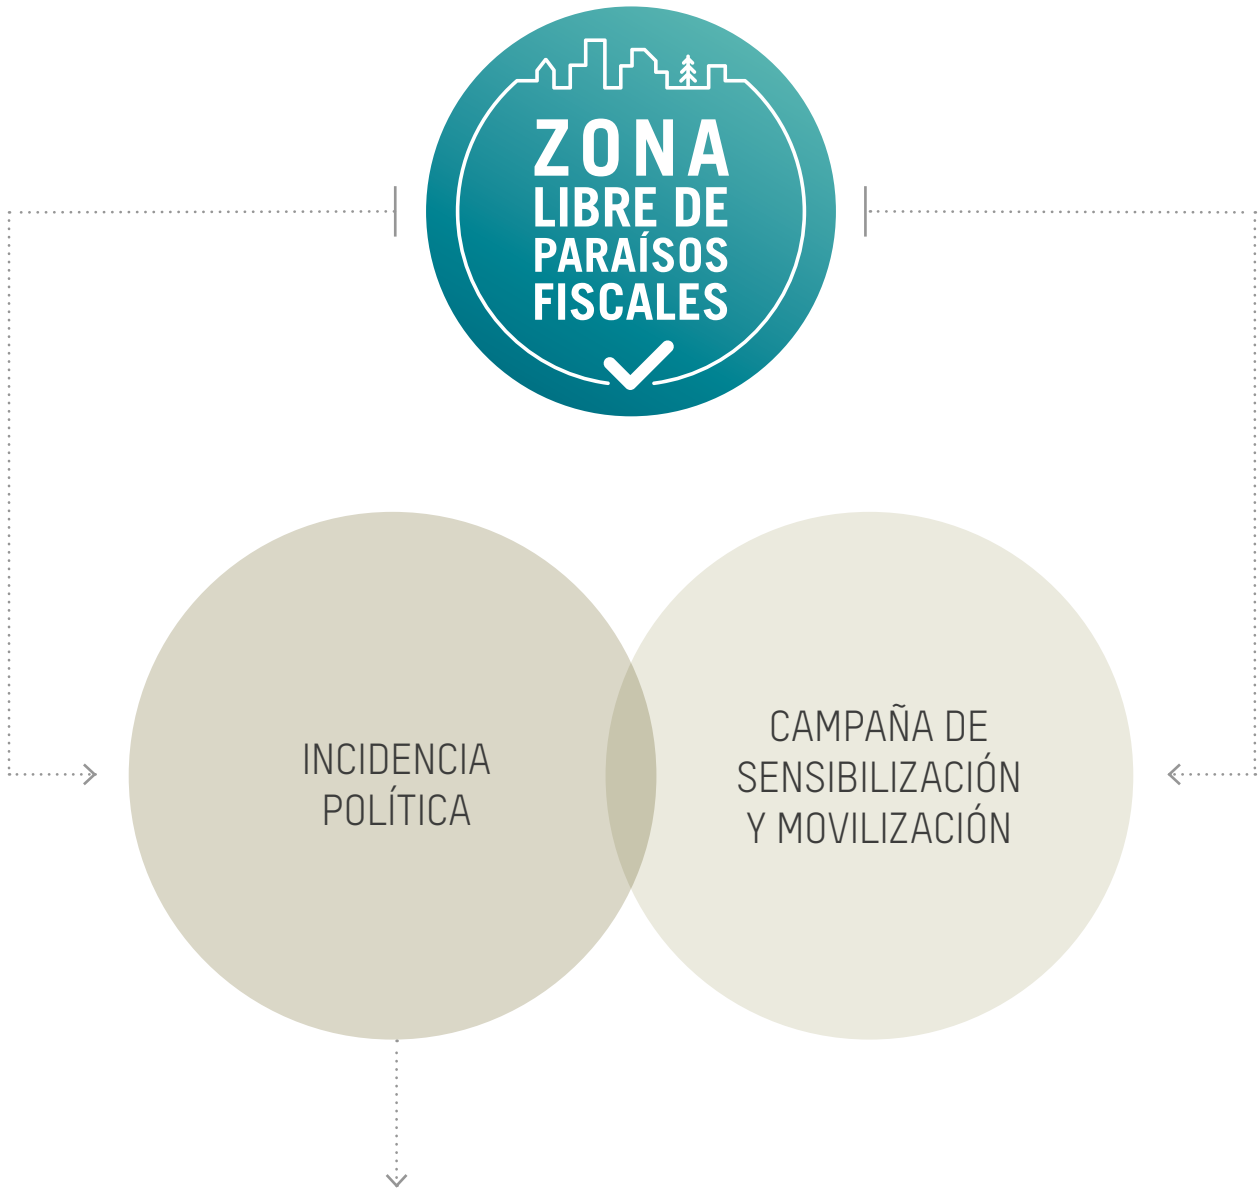 ZONA
LIBRE DE
PARAÍSOS
FISCALES
INCIDENCIA
POLÍTICA
CAMPAÑA DE
SENSIBILIZACIÓN
Y MOVILIZACIÓN